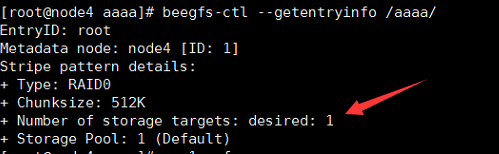 [root@node4 aaaa]# beegfs-ctl --getentryinfo /aaaa/
EntryID: root
Metadata node: node4 [ID: 1]
Stripe pattern details:
+ Type: RAID0
+ Chunksize: 512K
+ Number of storage targets: desired: 1
+ Storage Pool: 1 (Default)